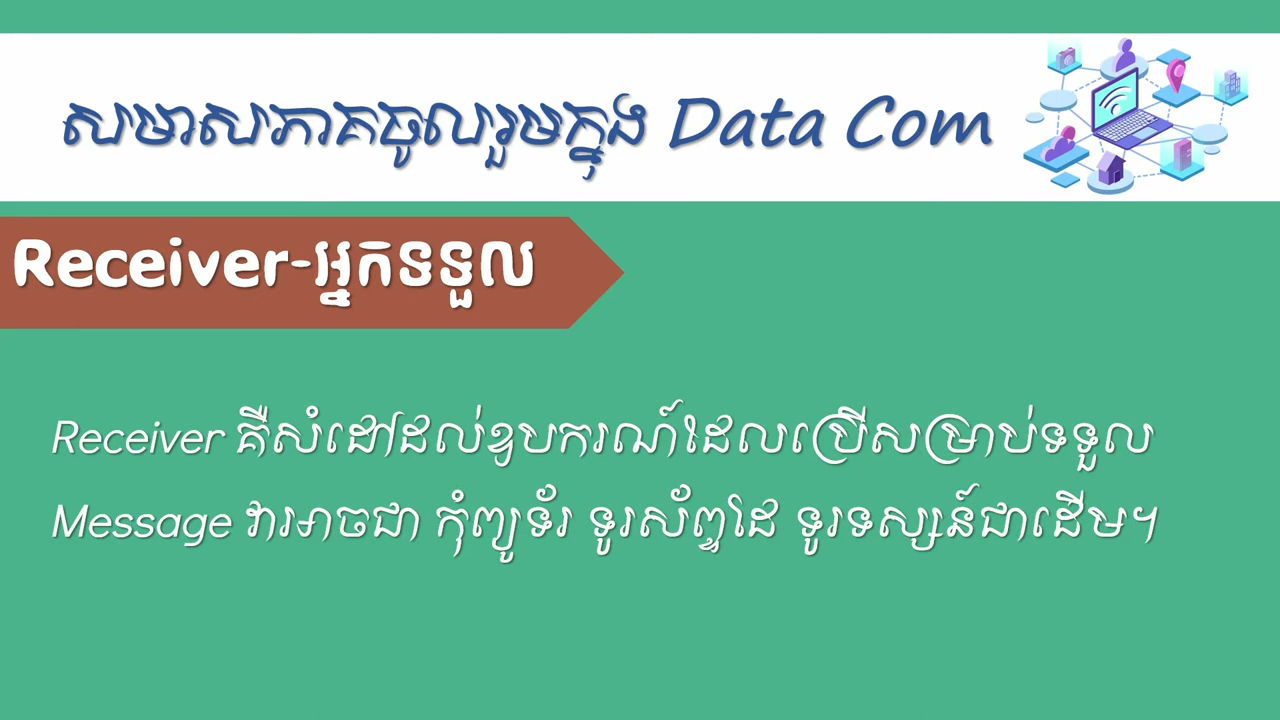 សមាសភាគចូលរួមក្នុង Data Com
Receiver-អ្នកទទួល
Receiver គឺសំដៅដល់ឧបករណ៍ដែលប្រើសម្រាប់ទទួល
Message វាអាចជា កុំព្យូទ័រ ទូរស័ព្ទដៃ ទូរទស្សន៍ជាដើម។